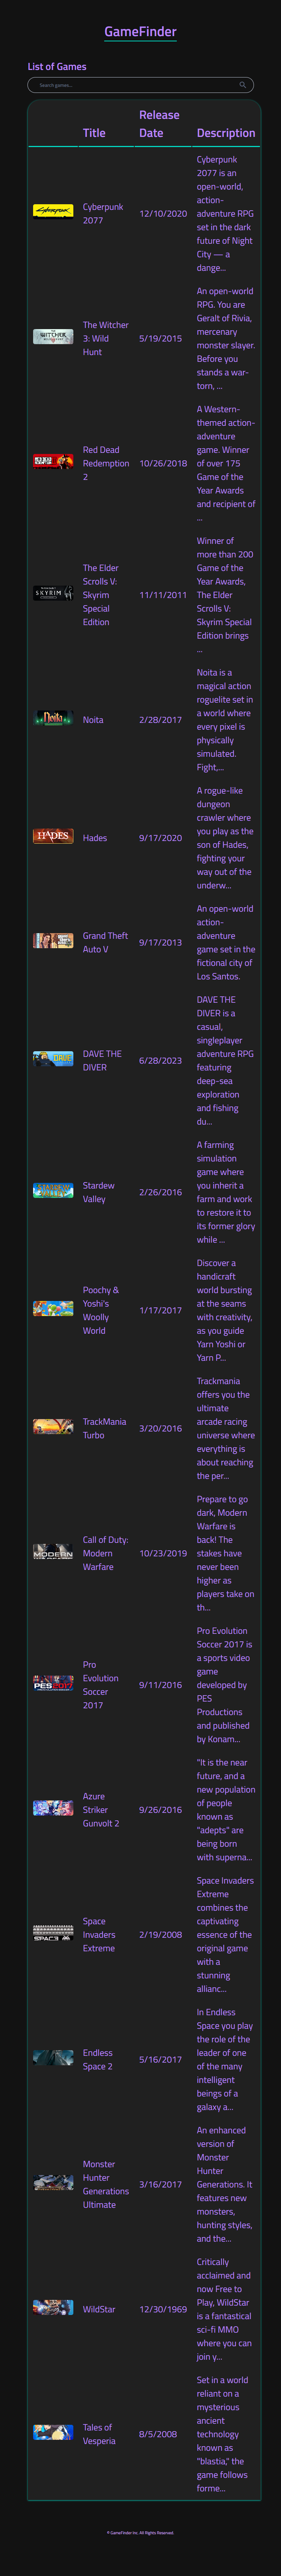 GameFinder
List of Games
Search games...
Release
Title Date Description
Cyberpunk
2077 is an
open-world,
action-
Cyberpunk
Cyberpunk adventure RPG
2077 12/10/2020 set in the dark
future of Night
City — a
dange...
An open-world
RPG. You are
The Witcher Geralt of Rivia,
3: Wild 5/19/2015 mercenary
Hunt monster slayer.
Before you
stands a war-
torn, ...
A Western-
themed action-
adventure
Red Dead game. Winner
Redemption 10/26/2018 of over 175
2 Game of the
Year Awards
and recipient of
...
Winner of
more than 200
The Elder Game of the
Scrolls V: Year Awards,
SKYRIM
Skyrim 11/11/2011 The Elder
Special Scrolls V:
Edition Skyrim Special
Edition brings
...
Noita is a
magical action
roguelite set in
Noita
Noita 2/28/2017 a world where
every pixel is
physically
simulated.
Fight,...
A rogue-like
dungeon
crawler where
HADES
Hades 9/17/2020 you play as the
son of Hades,
fighting your
way out of the
underw...
An open-world
action-
Grand Theft adventure
Auto V 9/17/2013 game set in the
fictional city of
Los Santos.
DAVE THE
DIVER is a
casual,
DAVE
DAVE THE singleplayer
DIVER 6/28/2023 adventure RPG
featuring
deep-sea
exploration
and fishing
du...
A farming
simulation
game where
STARDEW VALLEY
Stardew you inherit a
Valley 2/26/2016 farm and work
to restore it to
its former glory
while ...
Discover a
handicraft
Poochy & world bursting
Yoshi's 1/17/2017 at the seams
Woolly with creativity,
World as you guide
Yarn Yoshi or
Yarn P...
Trackmania
offers you the
ultimate
TrackMania arcade racing
Turbo 3/20/2016 universe where
everything is
about reaching
the per...
Prepare to go
dark, Modern
Warfare is
MODERN
Call of Duty: back! The
Modern 10/23/2019 stakes have
Warfare never been
higher as
players take on
th...
Pro Evolution
Soccer 2017 is
a sports video
PES 2017
Pro game
Evolution 9/11/2016 developed by
Soccer PES
2017 Productions
and published
by Konam...
"It is the near
future, and a
new population
Azure of people
Striker 9/26/2016 known as
Gunvolt 2 "adepts" are
being born
with superna...
Space Invaders
Extreme
combines the
SPACE
Space captivating
Invaders 2/19/2008 essence of the
Extreme original game
with a
stunning
allianc...
In Endless
Space you play
the role of the
Endless leader of one
Space 2 5/16/2017 of the many
intelligent
beings of a
galaxy a...
An enhanced
version of
Monster Monster
Hunter Hunter
Generations 3/16/2017 Generations. It
Ultimate features new
monsters,
hunting styles,
and the...
Critically
acclaimed and
now Free to
WildStar 12/30/1969 Play, WildStar
is a fantastical
sci-fi MMO
where you can
join y...
Set in a world
reliant on a
mysterious
Tales of ancient
Vesperia 8/5/2008 technology
known as
"blastia," the
game follows
forme...
© GameFinder Inc. All Rights Reserved.